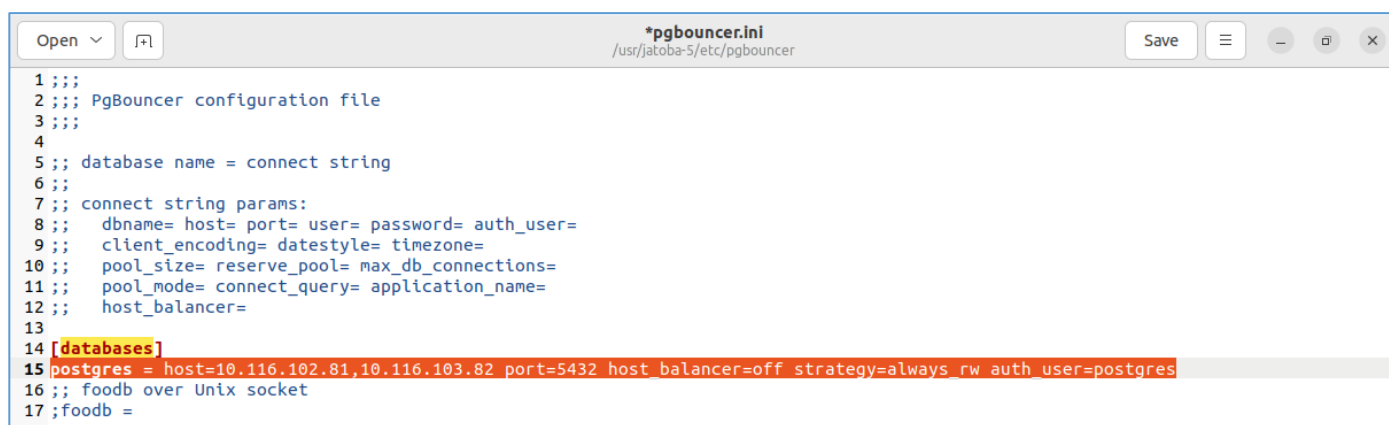 Open
*pgbouncer.ini
/usr/jatoba-5/etc/pgbouncer
Save
1 ;;;
2 ;;; PgBouncer configuration file
3 ;;;
4
5 ;; database name = connect string
6 ;;
7 ;; connect string params:
8 ;;   dbname= host= port= user= password= auth_user=
9 ;;   client_encoding= datestyle= timezone=
10 ;;   pool_size= reserve_pool= max_db_connections=
11 ;;   pool_mode= connect_query= application_name=
12 ;;   host_balancer=
13
14 [databases]
15 postgres = host=10.116.102.81,10.116.103.82 port=5432 host_balancer=off strategy=always_rw auth_user=postgres
16 ;; foodb over Unix socket
17 ;foodb =